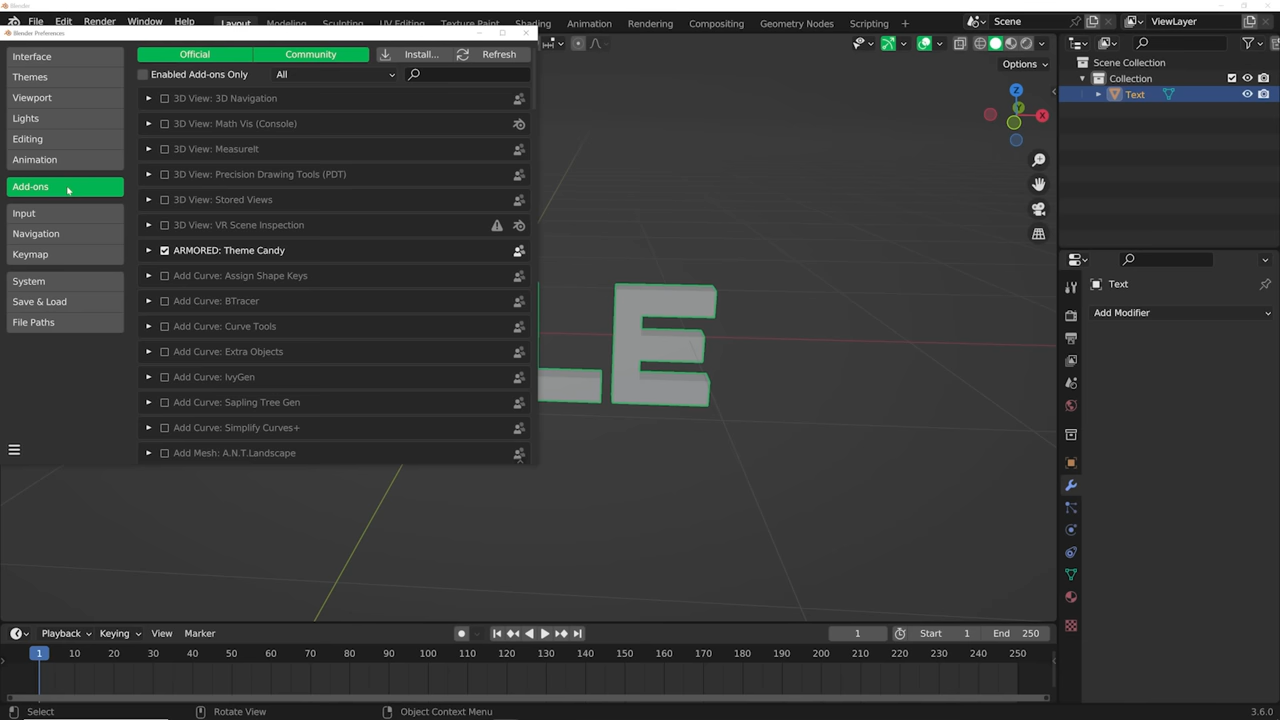 Blender
File Edit Render Window Help Layout Modeling Sculpting UV Editing Texture Paint Shading Animation Rendering Compositing Geometry Nodes Scripting + Scene ViewLayer
Blender Preferences
Interface
Themes
Viewport
Lights
Editing
Animation
Add-ons
Input
Navigation
Keymap
System
Save & Load
File Paths
Official Community Install... Refresh
Enabled Add-ons Only All
3D View: 3D Navigation
3D View: Math Vis (Console)
3D View: MeasureIt
3D View: Precision Drawing Tools (PDT)
3D View: Stored Views
3D View: VR Scene Inspection
ARMORED: Theme Candy
Add Curve: Assign Shape Keys
Add Curve: BTracer
Add Curve: Curve Tools
Add Curve: Extra Objects
Add Curve: IvyGen
Add Curve: Sapling Tree Gen
Add Curve: Simplify Curves+
Add Mesh: A.N.T.Landscape
Options
Z
Y
X
LE
Scene Collection
Collection
Text
Text
Add Modifier
Playback Keying View Marker 1 Start 1 End 250
1 10 20 30 40 50 60 70 80 90 100 110 120 130 140 150 160 170 180 190 200 210 220 230 240 250
Select Rotate View Object Context Menu 3.6.0